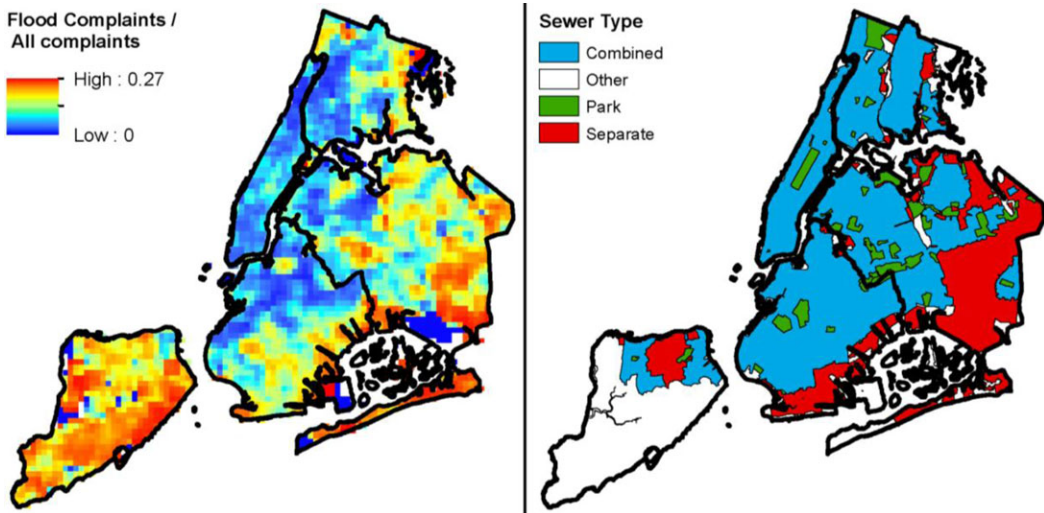 Flood Complaints /
All complaints
High : 0.27
Low : 0
Sewer Type
Combined
Other
Park
Separate